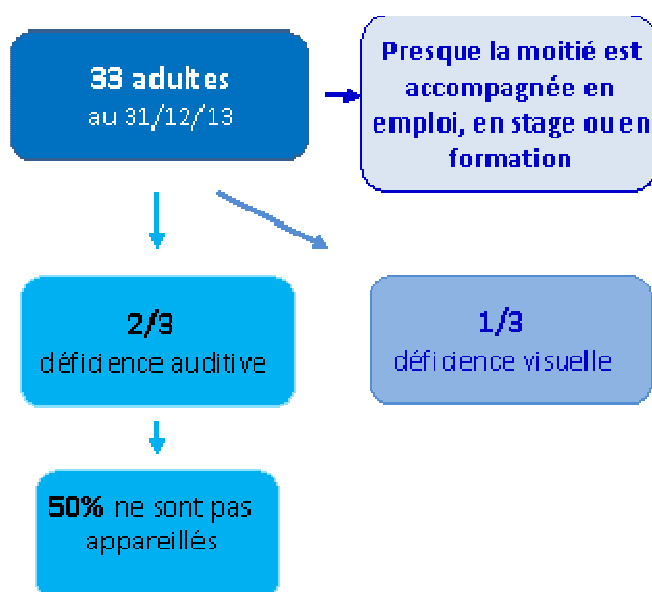 33 adultes
au 31/12/13
Presque la moitié est
accompagnée en
emploi, en stage ou en
formation
2/3
déficience auditive
1/3
déficience visuelle
50% ne sont pas
appareillés